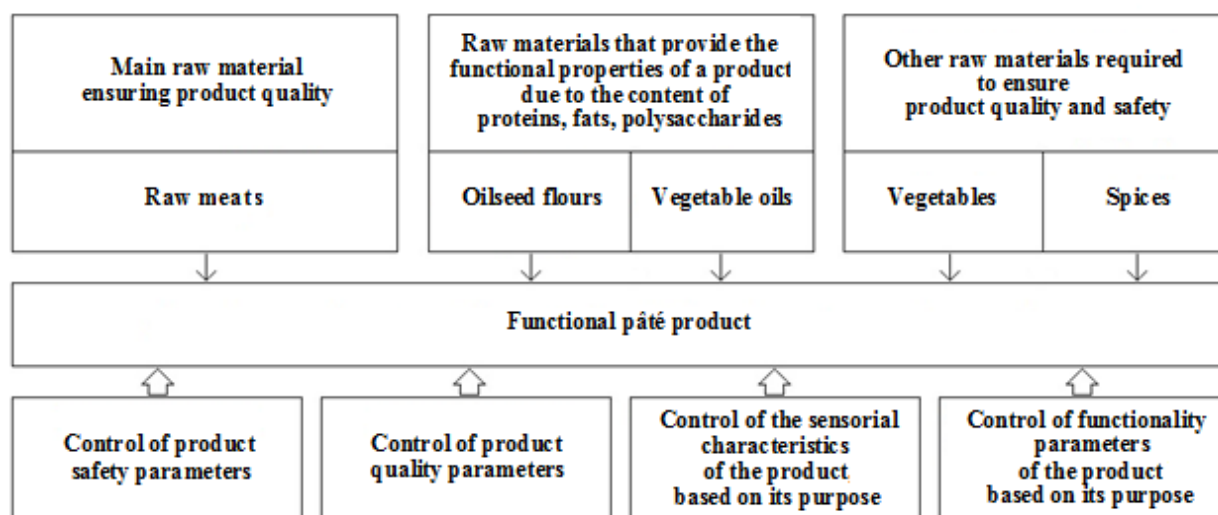 Main raw material
ensuring product quality
Raw materials that provide the
functional properties of a product
due to the content of
proteins, fats, polysaccharides
Other raw materials required
to ensure
product quality and safety
Raw meats
Oilseed flours
Vegetable oils
Vegetables
Spices
Functional pâté product
Control of product
safety parameters
Control of product
quality parameters
Control of the sensorial
characteristics
of the product
based on its purpose
Control of functionality
parameters
of the product
based on its purpose